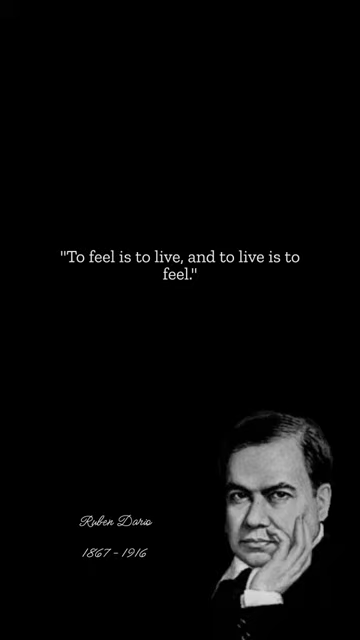 "To feel is to live, and to live is to
feel."
Ruben Dario
1867 - 1916